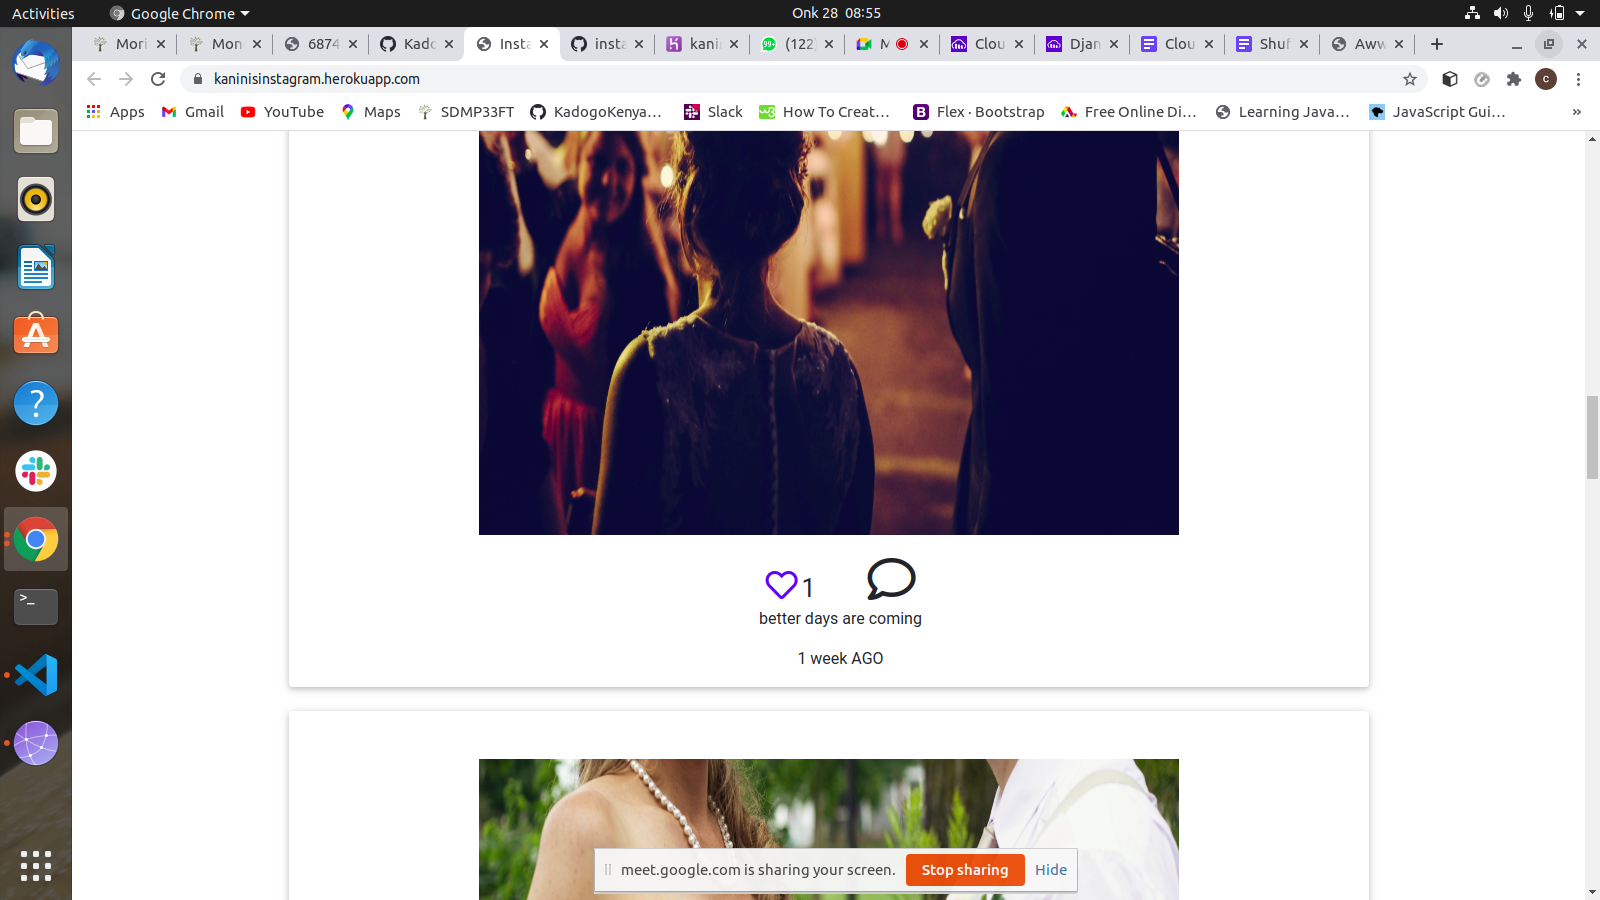 Activities
Google Chrome
Onk 28 08:55
Mori
Mon
6874
Kado
Insta
insta
kani
99+
(122)
M
Clou
Djan
Clou
Shuf
Aww
kaninisinstagram.herokuapp.com
C
Apps
Gmail
YouTube
Maps
SDMP33FT
KadogoKenya...
Slack
How To Creat...
Flex · Bootstrap
Free Online Di...
Learning Java...
JavaScript Gui...
»
1
better days are coming
1 week AGO
meet.google.com is sharing your screen.
Stop sharing
Hide